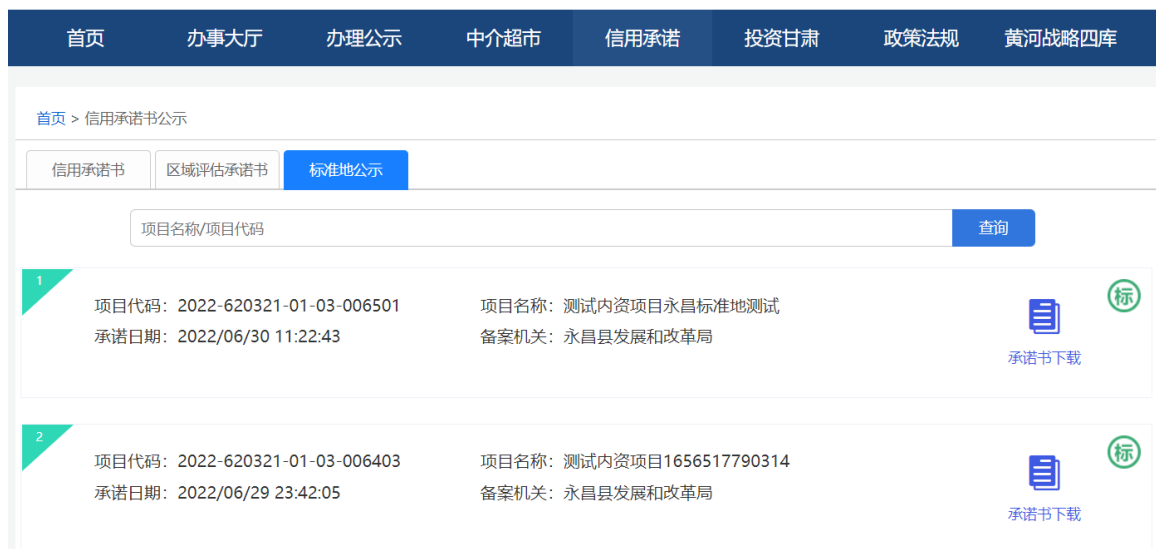 首页 办事大厅 办理公示 中介超市 信用承诺 投资甘肃 政策法规 黄河战略四库
首页 > 信用承诺书公示
信用承诺书 区域评估承诺书 标准地公示
项目名称/项目代码 查询
1
项目代码：2022-620321-01-03-006501 项目名称：测试内资项目永昌标准地测试
标
承诺日期：2022/06/30 11:22:43 备案机关：永昌县发展和改革局
承诺书下载
2
项目代码：2022-620321-01-03-006403 项目名称：测试内资项目1656517790314
标
承诺日期：2022/06/29 23:42:05 备案机关：永昌县发展和改革局
承诺书下载